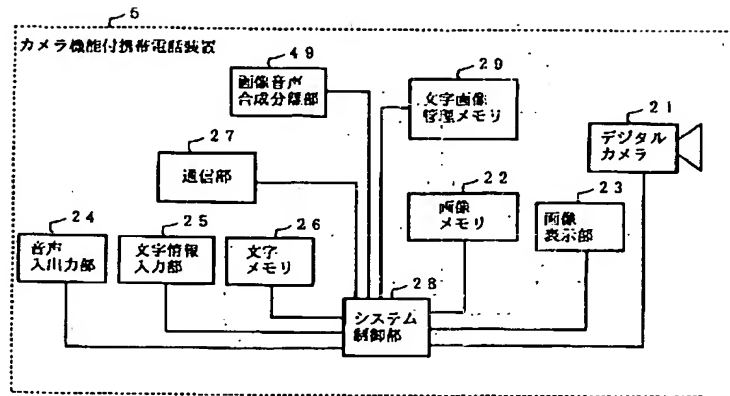 5
カメラ機能付携帯電話装置
49
画像音声
合成分離部
29
文字画像
管理メモリ
21
デジタル
カメラ
27
通信部
22
画像
メモリ
23
画像
表示部
24
音声
入出力部
25
文字情報
入力部
26
文字
メモリ
28
システム
制御部